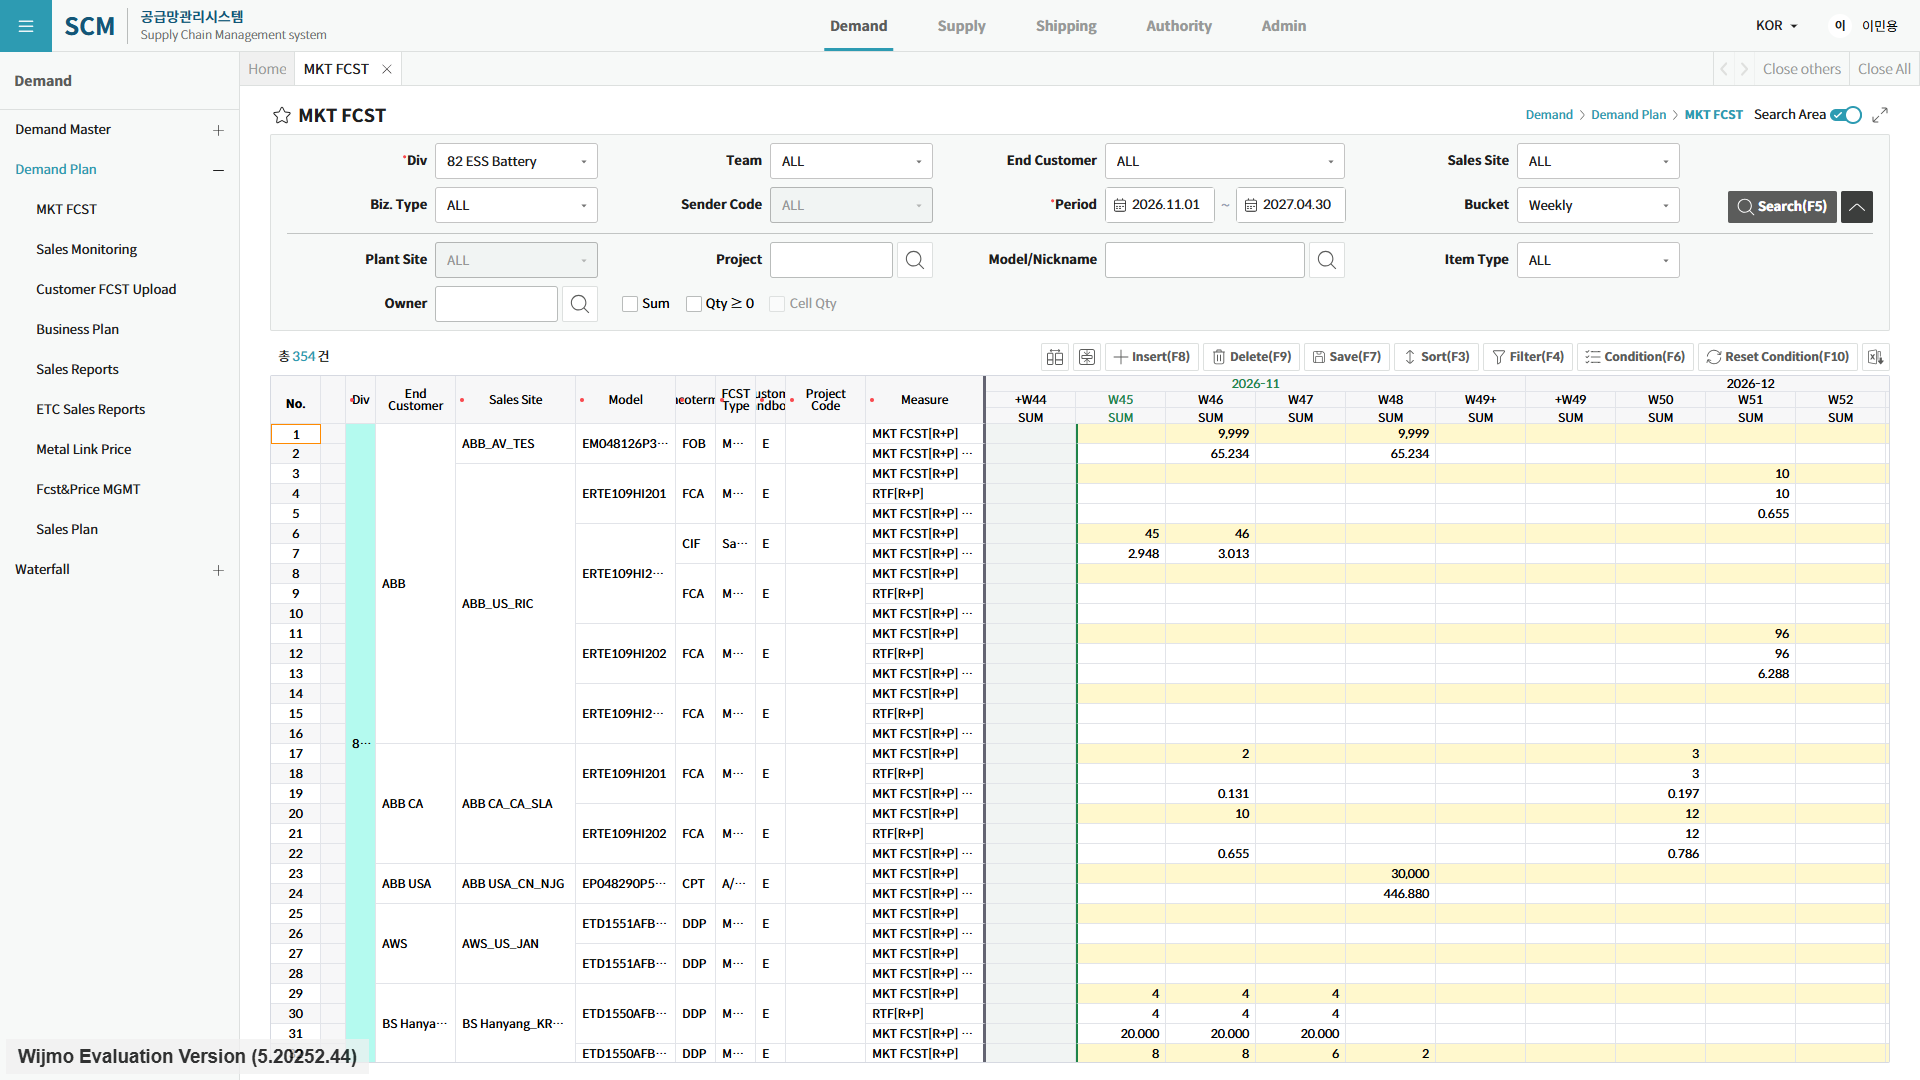 SCM 공급망관리시스템
Supply Chain Management system
Demand Supply Shipping Authority Admin
KOR 이 이민용
Demand
Home MKT FCST Close others Close All
Demand Master
Demand Plan
MKT FCST
Sales Monitoring
Customer FCST Upload
Business Plan
Sales Reports
ETC Sales Reports
Metal Link Price
Fcst&Price MGMT
Sales Plan
Waterfall
MKT FCST
Demand > Demand Plan > MKT FCST Search Area
*Div 82 ESS Battery Team ALL End Customer ALL Sales Site ALL
Biz. Type ALL Sender Code ALL *Period 2026.11.01 ~ 2027.04.30 Bucket Weekly Search(F5)
Plant Site ALL Project Model/Nickname Item Type ALL
Owner Sum Qty ≥ 0 Cell Qty
총 354 건 Insert(F8) Delete(F9) Save(F7) Sort(F3) Filter(F4) Condition(F6) Reset Condition(F10)
No. Div End Customer Sales Site Model FCST Type Project Code Measure
2026-11 2026-12
+W44 W45 W46 W47 W48 W49+ +W49 W50 W51 W52
SUM SUM SUM SUM SUM SUM SUM SUM SUM SUM
1 ABB_AV_TES EM048126P3··· FOB M··· E MKT FCST[R+P] 9,999 9,999
2 MKT FCST[R+P] ··· 65.234 65.234
3 MKT FCST[R+P] 10
4 ERTE109HI201 FCA M··· E RTF[R+P] 10
5 MKT FCST[R+P] ··· 0.655
6 CIF Sa··· E MKT FCST[R+P] 45 46
7 MKT FCST[R+P] ··· 2.948 3.013
8 ABB ERTE109HI2··· MKT FCST[R+P]
9 ABB_US_RIC FCA M··· E RTF[R+P]
10 MKT FCST[R+P] ···
11 MKT FCST[R+P] 96
12 ERTE109HI202 FCA M··· E RTF[R+P] 96
13 MKT FCST[R+P] ··· 6.288
14 MKT FCST[R+P]
15 ERTE109HI2··· FCA M··· E RTF[R+P]
16 8··· MKT FCST[R+P] ···
17 MKT FCST[R+P] 2 3
18 ERTE109HI201 FCA M··· E RTF[R+P] 3
19 ABB CA ABB CA_CA_SLA MKT FCST[R+P] ··· 0.131 0.197
20 MKT FCST[R+P] 10 12
21 ERTE109HI202 FCA M··· E RTF[R+P] 12
22 MKT FCST[R+P] ··· 0.655 0.786
23 ABB USA ABB USA_CN_NJG EP048290P5··· CPT A/··· E MKT FCST[R+P] 30,000
24 MKT FCST[R+P] ··· 446.880
25 ETD1551AFB··· DDP M··· E MKT FCST[R+P]
26 AWS AWS_US_JAN MKT FCST[R+P] ···
27 ETD1551AFB··· DDP M··· E MKT FCST[R+P]
28 MKT FCST[R+P] ···
29 MKT FCST[R+P] 4 4 4
30 BS Hanya··· BS Hanyang_KR··· ETD1550AFB··· DDP M··· E RTF[R+P] 4 4 4
31 MKT FCST[R+P] ··· 20.000 20.000 20.000
ETD1550AFB··· DDP M··· E MKT FCST[R+P] 8 8 6 2
Wijmo Evaluation Version (5.20252.44)